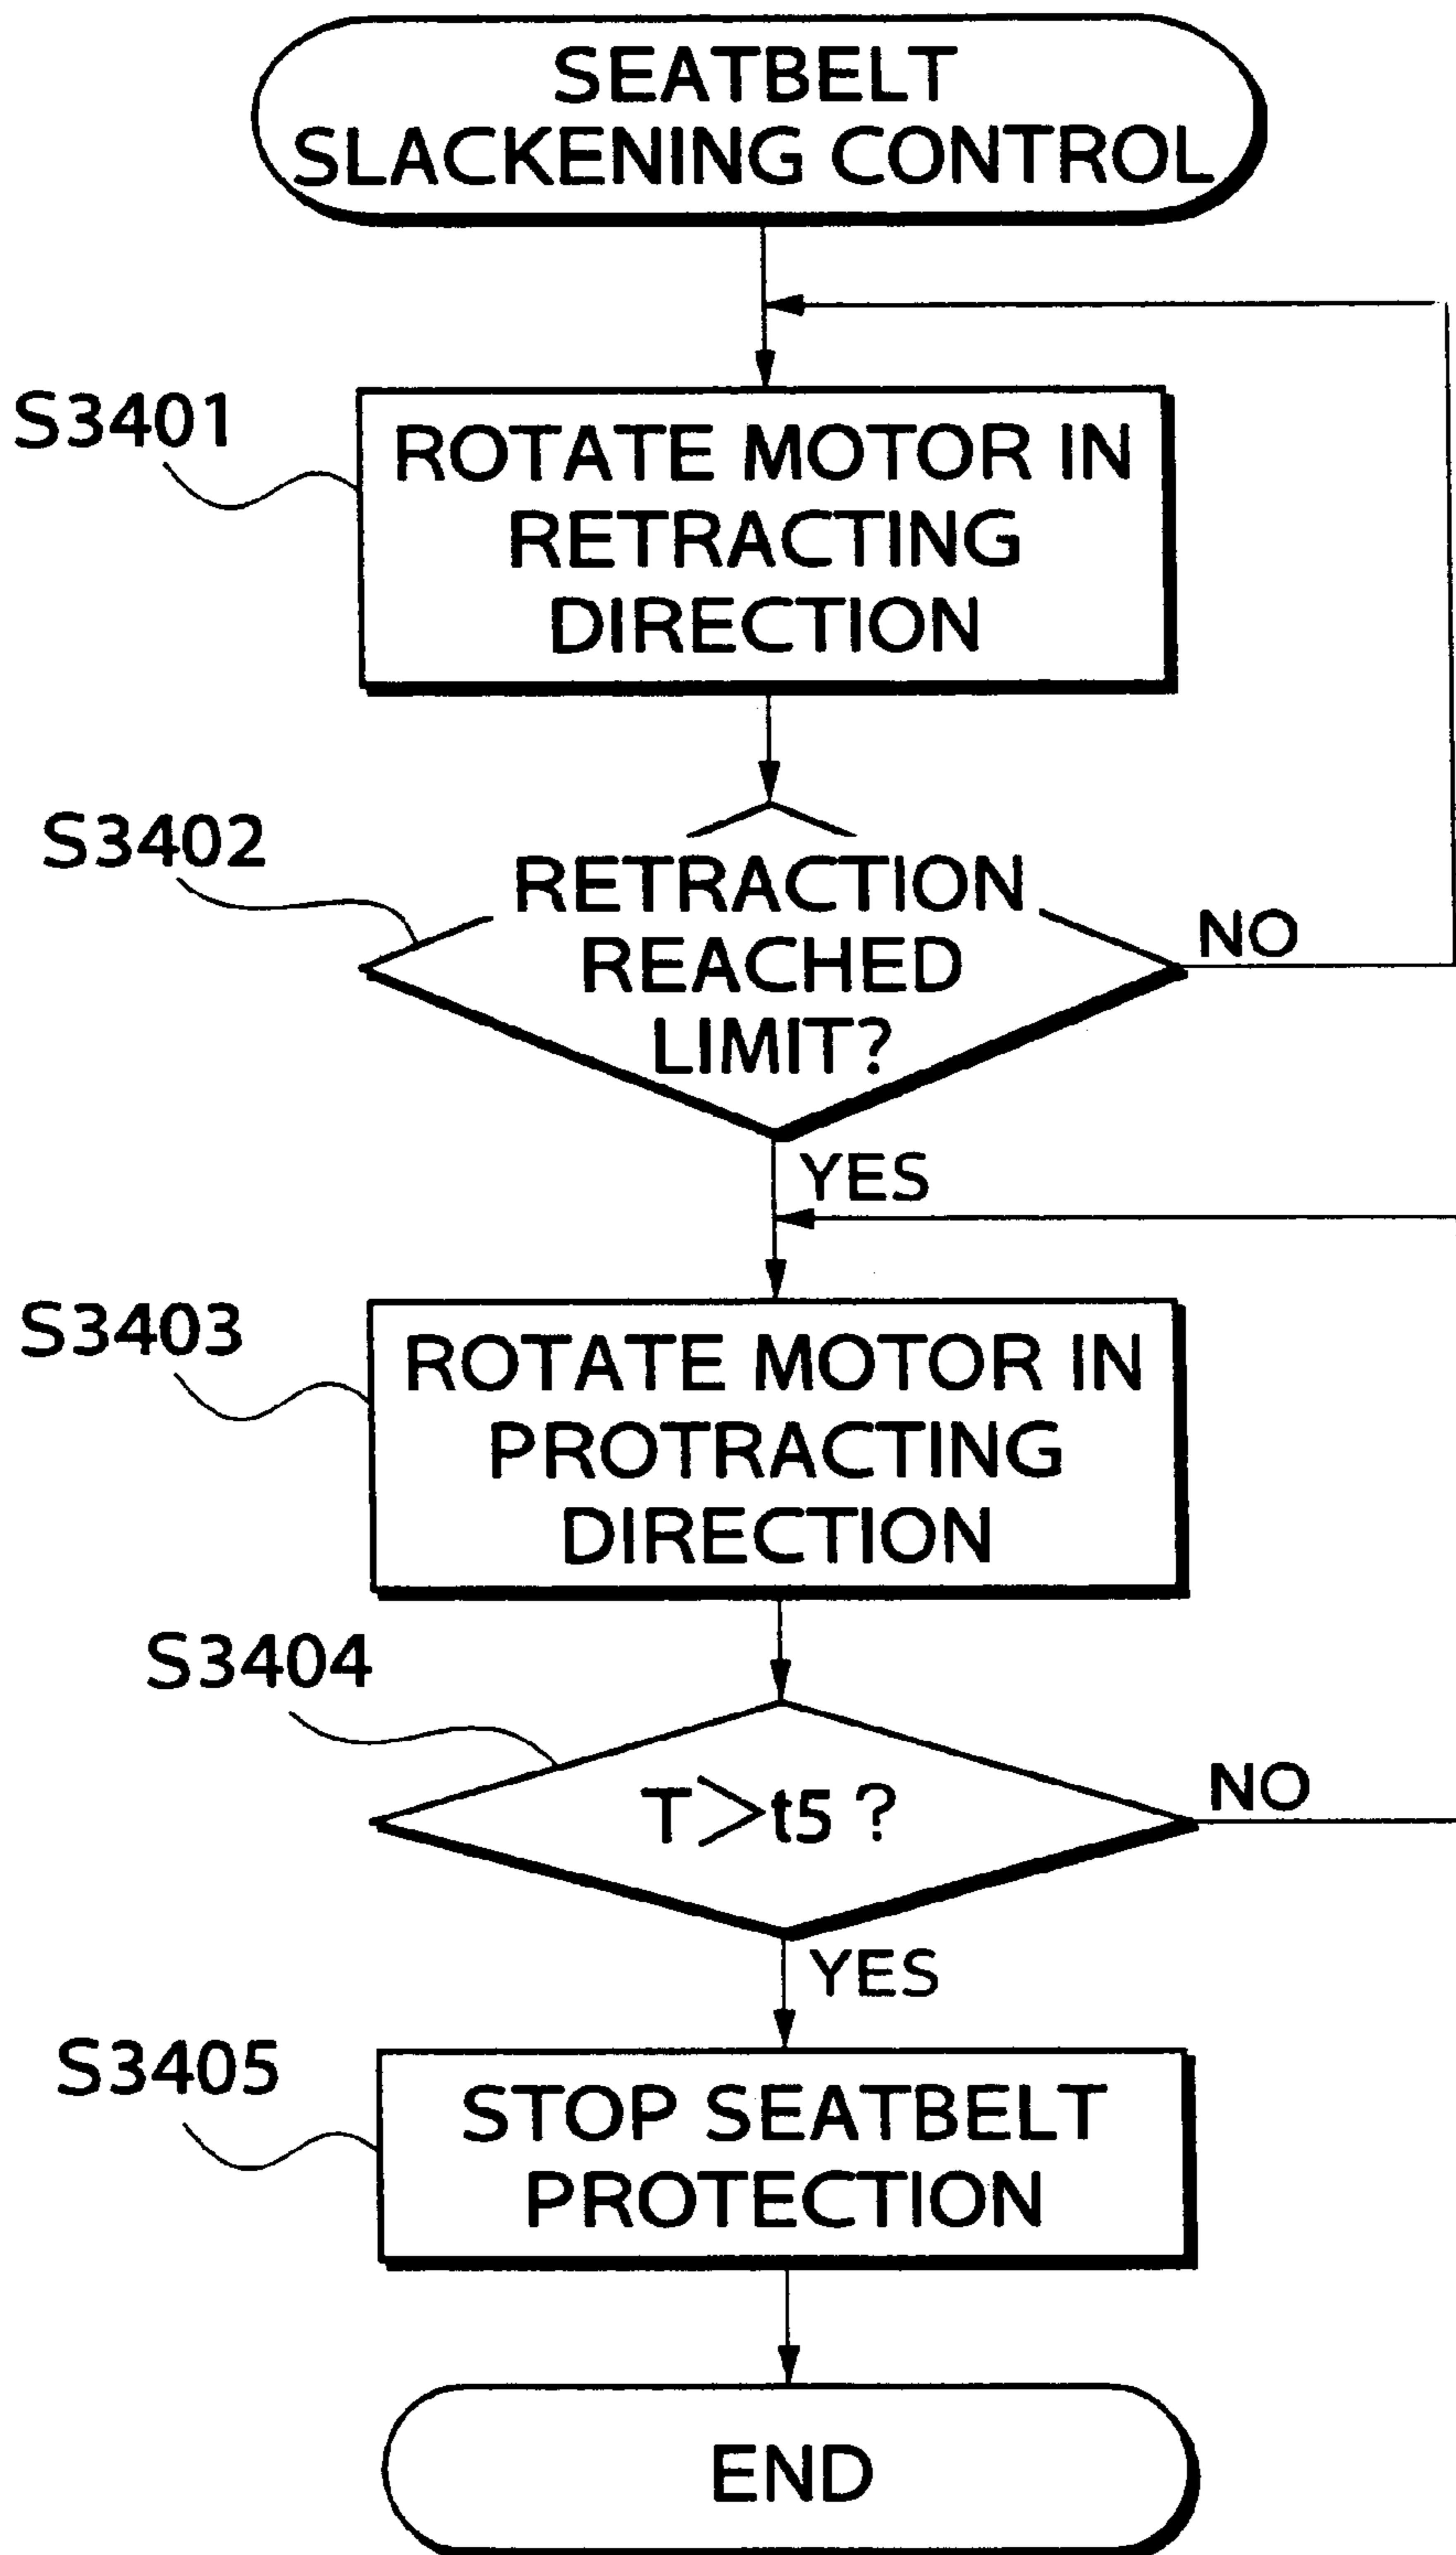 SEATBELT
SLACKENING CONTROL
S3401
ROTATE MOTOR IN
RETRACTING
DIRECTION
S3402
RETRACTION
REACHED
LIMIT?
NO
YES
S3403
ROTATE MOTOR IN
PROTRACTING
DIRECTION
S3404
T>t5 ?
NO
YES
S3405
STOP SEATBELT
PROTECTION
END